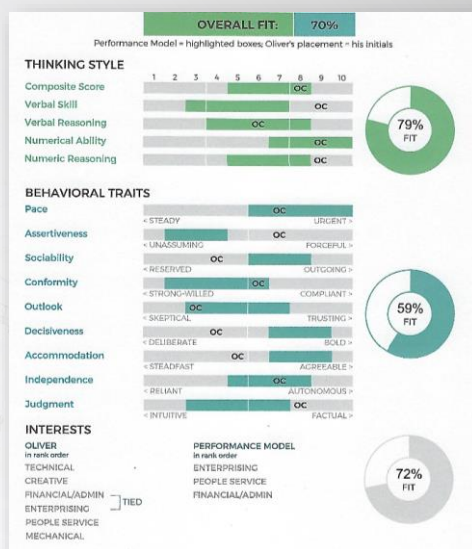 OVERALL FIT: 70%
Performance Model = highlighted boxes; Oliver's placement = his initials
THINKING STYLE
1 2 3 4 5 6 7 8 9 10
Composite Score OC
Verbal Skill OC
Verbal Reasoning OC
Numerical Ability OC
Numeric Reasoning OC
79%
FIT
BEHAVIORAL TRAITS
Pace OC
< STEADY URGENT >
Assertiveness OC
< UNASSUMING FORCEFUL >
Sociability OC
< RESERVED OUTGOING >
Conformity OC
< STRONG-WILLED COMPLIANT >
Outlook OC
< SKEPTICAL TRUSTING >
Decisiveness OC
< DELIBERATE BOLD >
Accommodation OC
< STEADFAST AGREEABLE >
Independence OC
< RELIANT AUTONOMOUS >
Judgment OC
< INTUITIVE FACTUAL >
59%
FIT
INTERESTS
OLIVER
in rank order
TECHNICAL
CREATIVE
FINANCIAL/ADMIN
ENTERPRISING
TIED
PEOPLE SERVICE
MECHANICAL
PERFORMANCE MODEL
in rank order
ENTERPRISING
PEOPLE SERVICE
FINANCIAL/ADMIN
72%
FIT